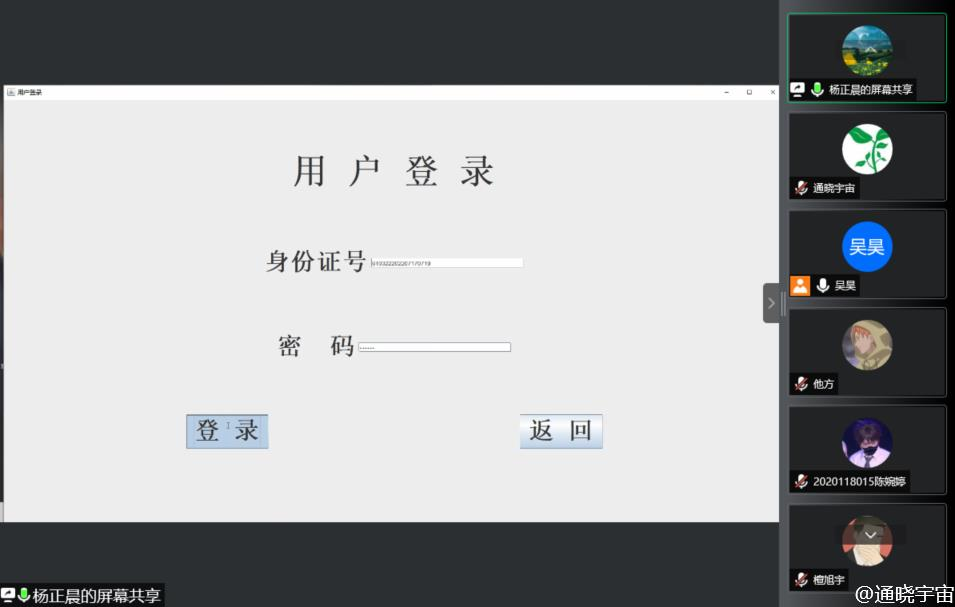 用户登录
用户登录
身份证号
密 码
登 录
返 回
杨正晨的屏幕共享
通晓宇宙
吴昊
吴昊
他方
2020118015陈婉婷
檀旭宇
杨正晨的屏幕共享
@通晓宇宙